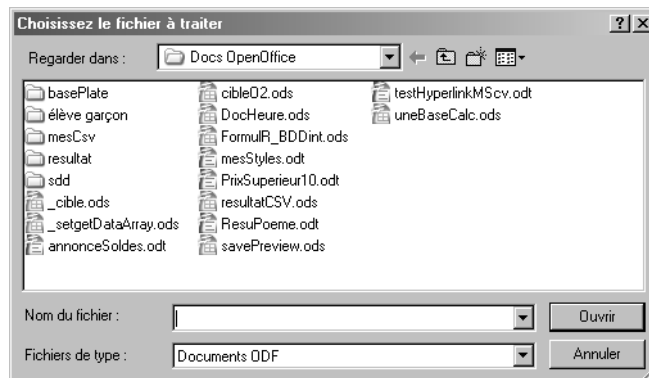 Choisissez le fichier à traiter
Regarder dans :
Docs OpenOffice
basePlate
élève garçon
mesCsv
resultat
sdd
_cible.ods
_setgetDataArray.ods
annonceSoldes.odt
cibleO2.ods
DocHeure.ods
FormulR_BDDint.ods
mesStyles.odt
PrixSuperieur10.odt
resultatCSV.ods
ResuPoeme.odt
savePreview.ods
testHyperlinkMScv.odt
uneBaseCalc.ods
Nom du fichier :
Ouvrir
Fichiers de type :
Documents ODF
Annuler